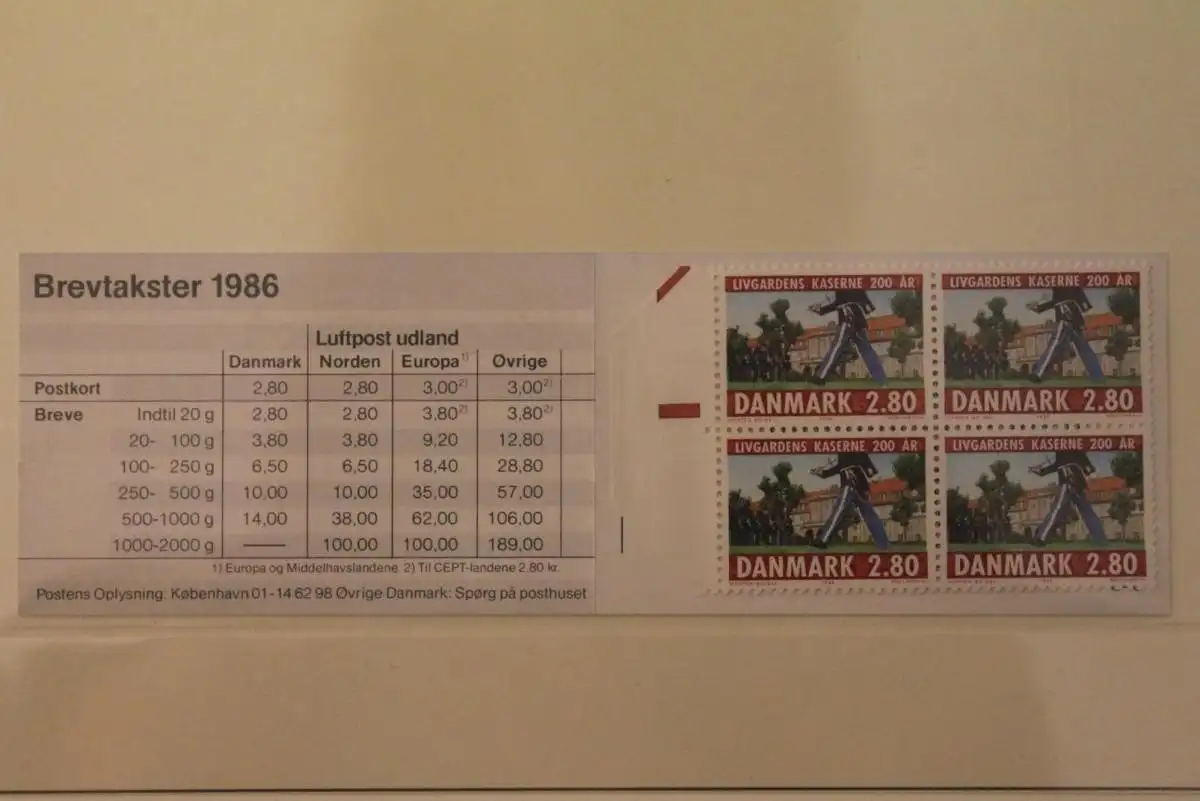 Brevtakster 1986
Luftpost udland
Danmark Norden Europa1) Øvrige
Postkort 2,80 2,80 3,002) 3,002)
Breve Indtil 20 g 2,80 2,80 3,802) 3,802)
20- 100 g 3,80 3,80 9,20 12,80
100- 250 g 6,50 6,50 18,40 28,80
250- 500 g 10,00 10,00 35,00 57,00
500-1000 g 14,00 38,00 62,00 106,00
1000-2000 g — 100,00 100,00 189,00
1) Europa og Middelhavslandene. 2) Til CEPT-landene 2.80 kr.
Postens Oplysning: København 01-14 62 98 Øvrige Danmark: Spørg på posthuset
LIVGARDENS KASERNE 200 ÅR
DANMARK 2.80
LIVGARDENS KASERNE 200 ÅR
DANMARK 2.80
LIVGARDENS KASERNE 200 ÅR
DANMARK 2.80
LIVGARDENS KASERNE 200 ÅR
DANMARK 2.80